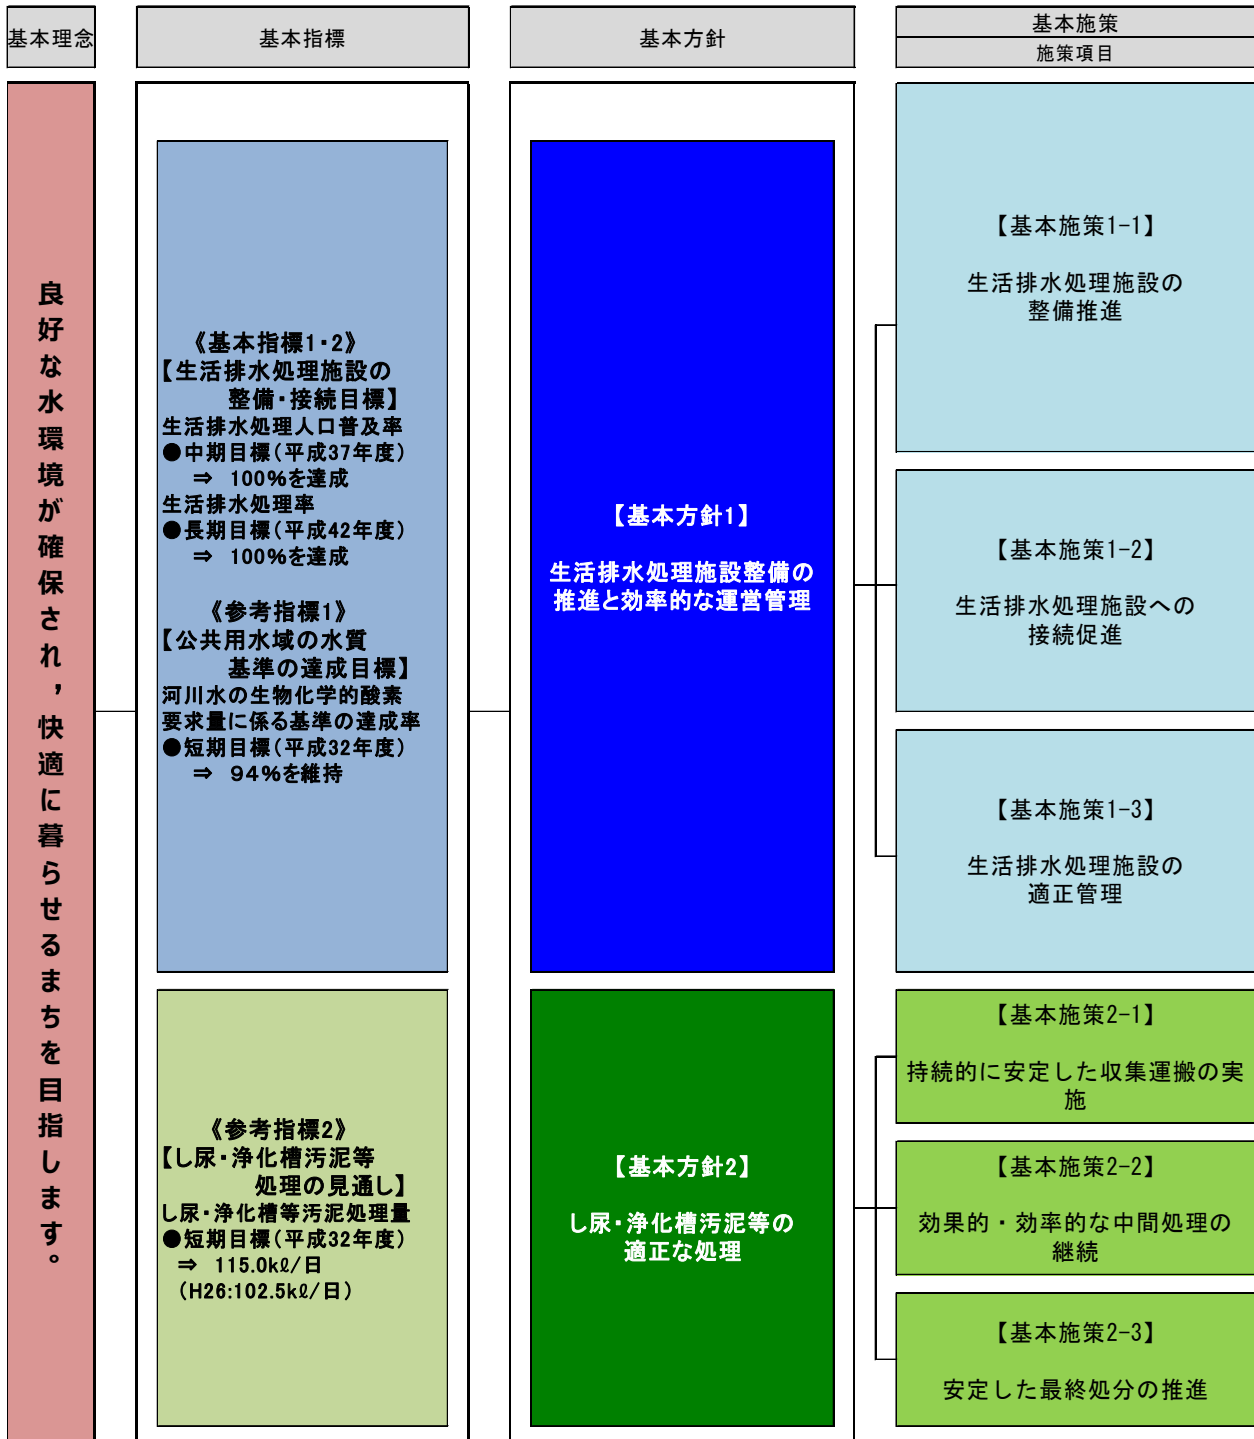 基本理念
基本指標
基本方針
基本施策
施策項目
良好な水環境が確保され，快適に暮らせるまちを目指します。
《基本指標1・2》
【生活排水処理施設の
整備・接続目標】
生活排水処理人口普及率
●中期目標（平成37年度）
⇒ 100%を達成
生活排水処理率
●長期目標（平成42年度）
⇒ 100%を達成
《参考指標1》
【公共用水域の水質
基準の達成目標】
河川水の生物化学的酸素
要求量に係る基準の達成率
●短期目標（平成32年度）
⇒ 94%を維持
《参考指標2》
【し尿・浄化槽汚泥等
処理の見通し】
し尿・浄化槽等汚泥処理量
●短期目標（平成32年度）
⇒ 115.0kℓ/日
（H26:102.5kℓ/日）
【基本方針1】
生活排水処理施設整備の
推進と効率的な運営管理
【基本方針2】
し尿・浄化槽汚泥等の
適正な処理
【基本施策1-1】
生活排水処理施設の
整備推進
【基本施策1-2】
生活排水処理施設への
接続促進
【基本施策1-3】
生活排水処理施設の
適正管理
【基本施策2-1】
持続的に安定した収集運搬の実
施
【基本施策2-2】
効果的・効率的な中間処理の
継続
【基本施策2-3】
安定した最終処分の推進